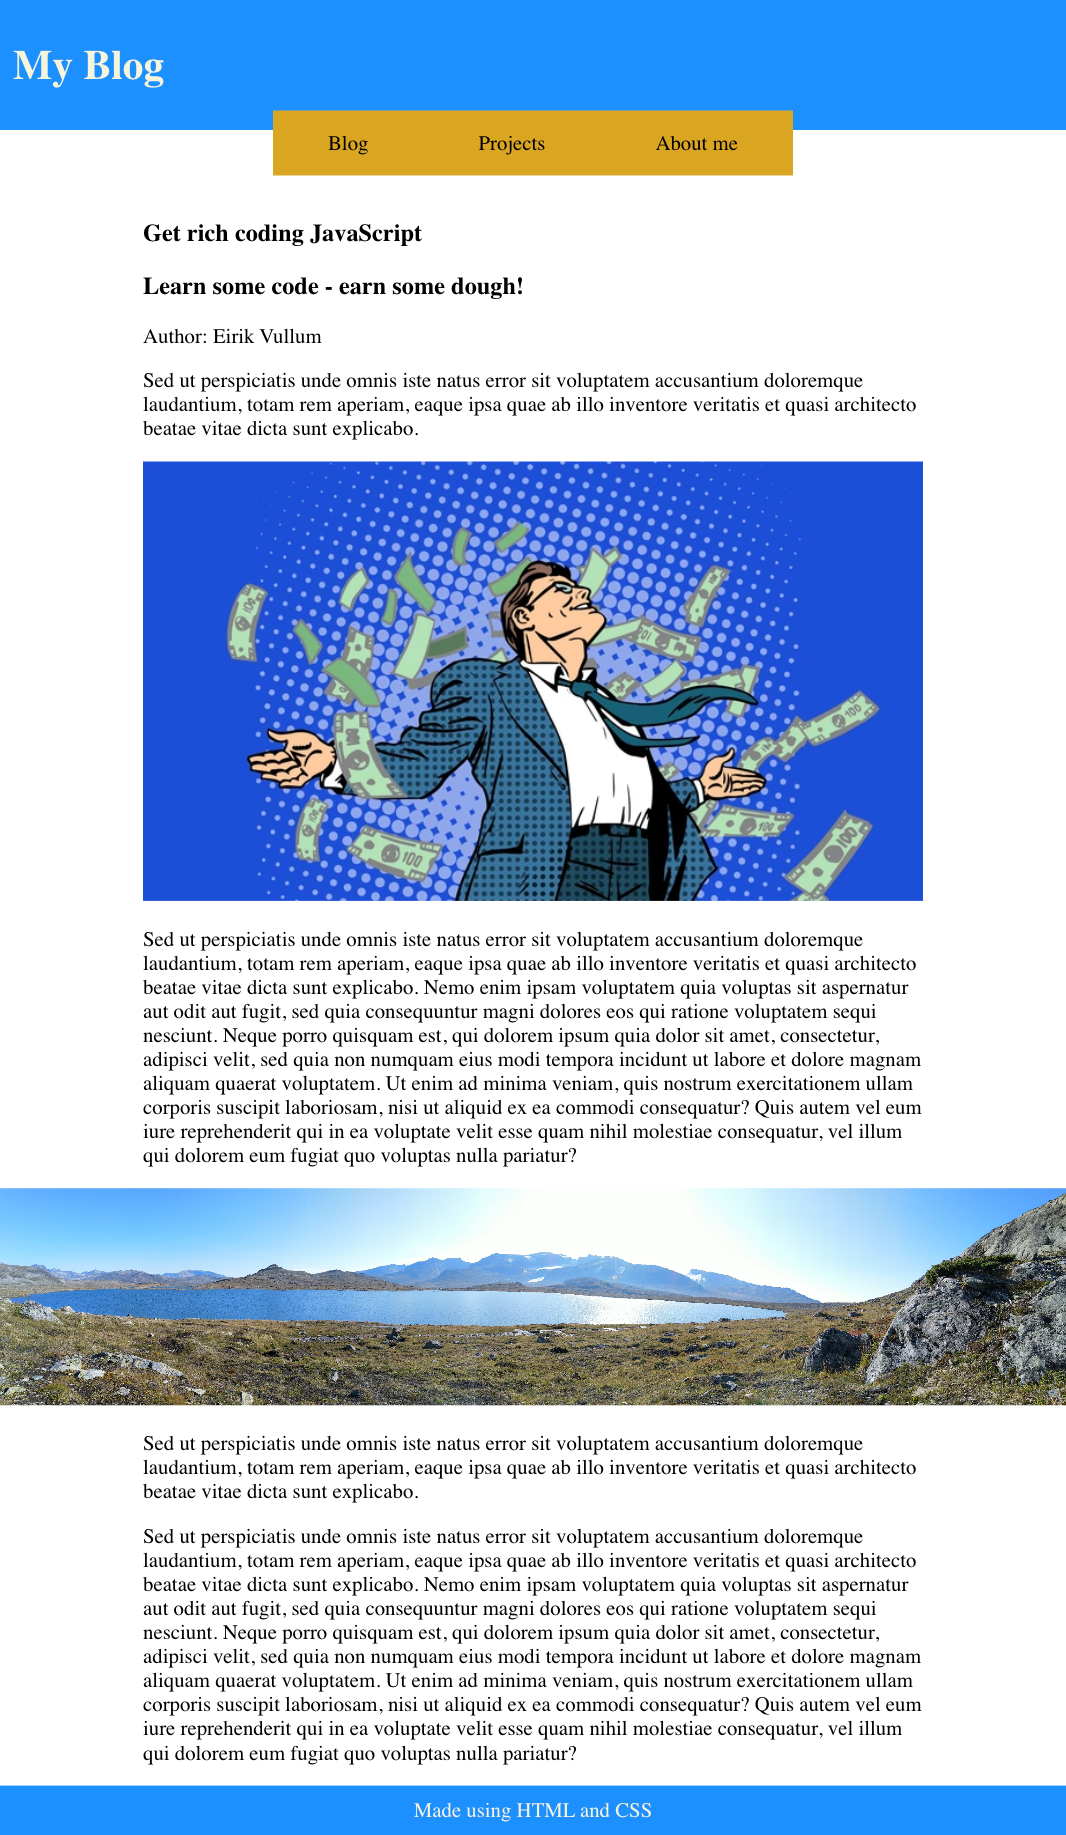 My Blog
Blog Projects About me
Get rich coding JavaScript
Learn some code - earn some dough!
Author: Eirik Vullum
Sed ut perspiciatis unde omnis iste natus error sit voluptatem accusantium doloremque
laudantium, totam rem aperiam, eaque ipsa quae ab illo inventore veritatis et quasi architecto
beatae vitae dicta sunt explicabo.
100
100
100
100
100
Sed ut perspiciatis unde omnis iste natus error sit voluptatem accusantium doloremque
laudantium, totam rem aperiam, eaque ipsa quae ab illo inventore veritatis et quasi architecto
beatae vitae dicta sunt explicabo. Nemo enim ipsam voluptatem quia voluptas sit aspernatur
aut odit aut fugit, sed quia consequuntur magni dolores eos qui ratione voluptatem sequi
nesciunt. Neque porro quisquam est, qui dolorem ipsum quia dolor sit amet, consectetur,
adipisci velit, sed quia non numquam eius modi tempora incidunt ut labore et dolore magnam
aliquam quaerat voluptatem. Ut enim ad minima veniam, quis nostrum exercitationem ullam
corporis suscipit laboriosam, nisi ut aliquid ex ea commodi consequatur? Quis autem vel eum
iure reprehenderit qui in ea voluptate velit esse quam nihil molestiae consequatur, vel illum
qui dolorem eum fugiat quo voluptas nulla pariatur?
Sed ut perspiciatis unde omnis iste natus error sit voluptatem accusantium doloremque
laudantium, totam rem aperiam, eaque ipsa quae ab illo inventore veritatis et quasi architecto
beatae vitae dicta sunt explicabo.
Sed ut perspiciatis unde omnis iste natus error sit voluptatem accusantium doloremque
laudantium, totam rem aperiam, eaque ipsa quae ab illo inventore veritatis et quasi architecto
beatae vitae dicta sunt explicabo. Nemo enim ipsam voluptatem quia voluptas sit aspernatur
aut odit aut fugit, sed quia consequuntur magni dolores eos qui ratione voluptatem sequi
nesciunt. Neque porro quisquam est, qui dolorem ipsum quia dolor sit amet, consectetur,
adipisci velit, sed quia non numquam eius modi tempora incidunt ut labore et dolore magnam
aliquam quaerat voluptatem. Ut enim ad minima veniam, quis nostrum exercitationem ullam
corporis suscipit laboriosam, nisi ut aliquid ex ea commodi consequatur? Quis autem vel eum
iure reprehenderit qui in ea voluptate velit esse quam nihil molestiae consequatur, vel illum
qui dolorem eum fugiat quo voluptas nulla pariatur?
Made using HTML and CSS